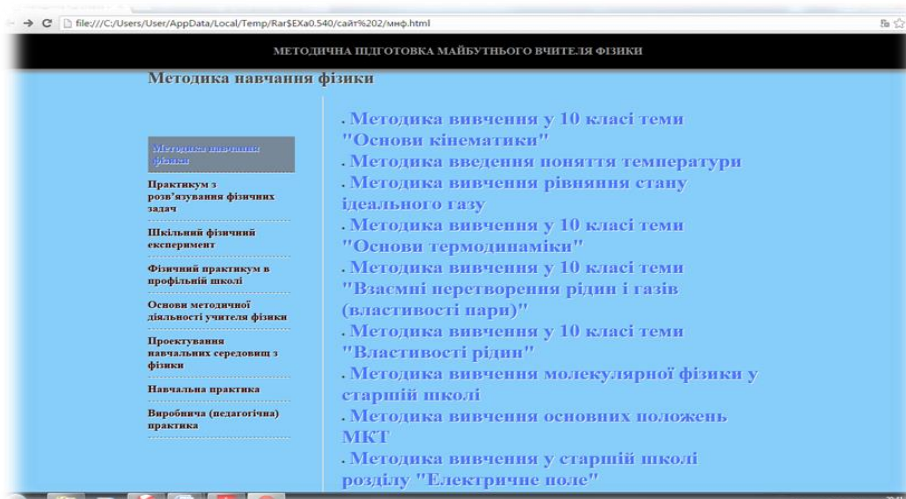 file:///C:/Users/User/AppData/Local/Temp/Rar$EXa0.540/сайт%202/мнф.html
МЕТОДИЧНА ПІДГОТОВКА МАЙБУТНЬОГО ВЧИТЕЛЯ ФІЗИКИ
Методика навчання фізики
Методика навчання
фізики
Практикум з
розв’язування фізичних
задач
Шкільний фізичний
експеримент
Фізичний практикум в
профільній школі
Основи методичної
діяльності учителя фізики
Проектування
навчальних середовищ з
фізики
Навчальна практика
Виробнича (педагогічна)
практика
. Методика вивчення у 10 класі теми
"Основи кінематики"
. Методика введення поняття температури
. Методика вивчення рівняння стану
ідеального газу
. Методика вивчення у 10 класі теми
"Основи термодинаміки"
. Методика вивчення у 10 класі теми
"Взаємні перетворення рідин і газів
(властивості пари)"
. Методика вивчення у 10 класі теми
"Властивості рідин"
. Методика вивчення молекулярної фізики у
старшій школі
. Методика вивчення основних положень
МКТ
. Методика вивчення у старшій школі
розділу "Електричне поле"